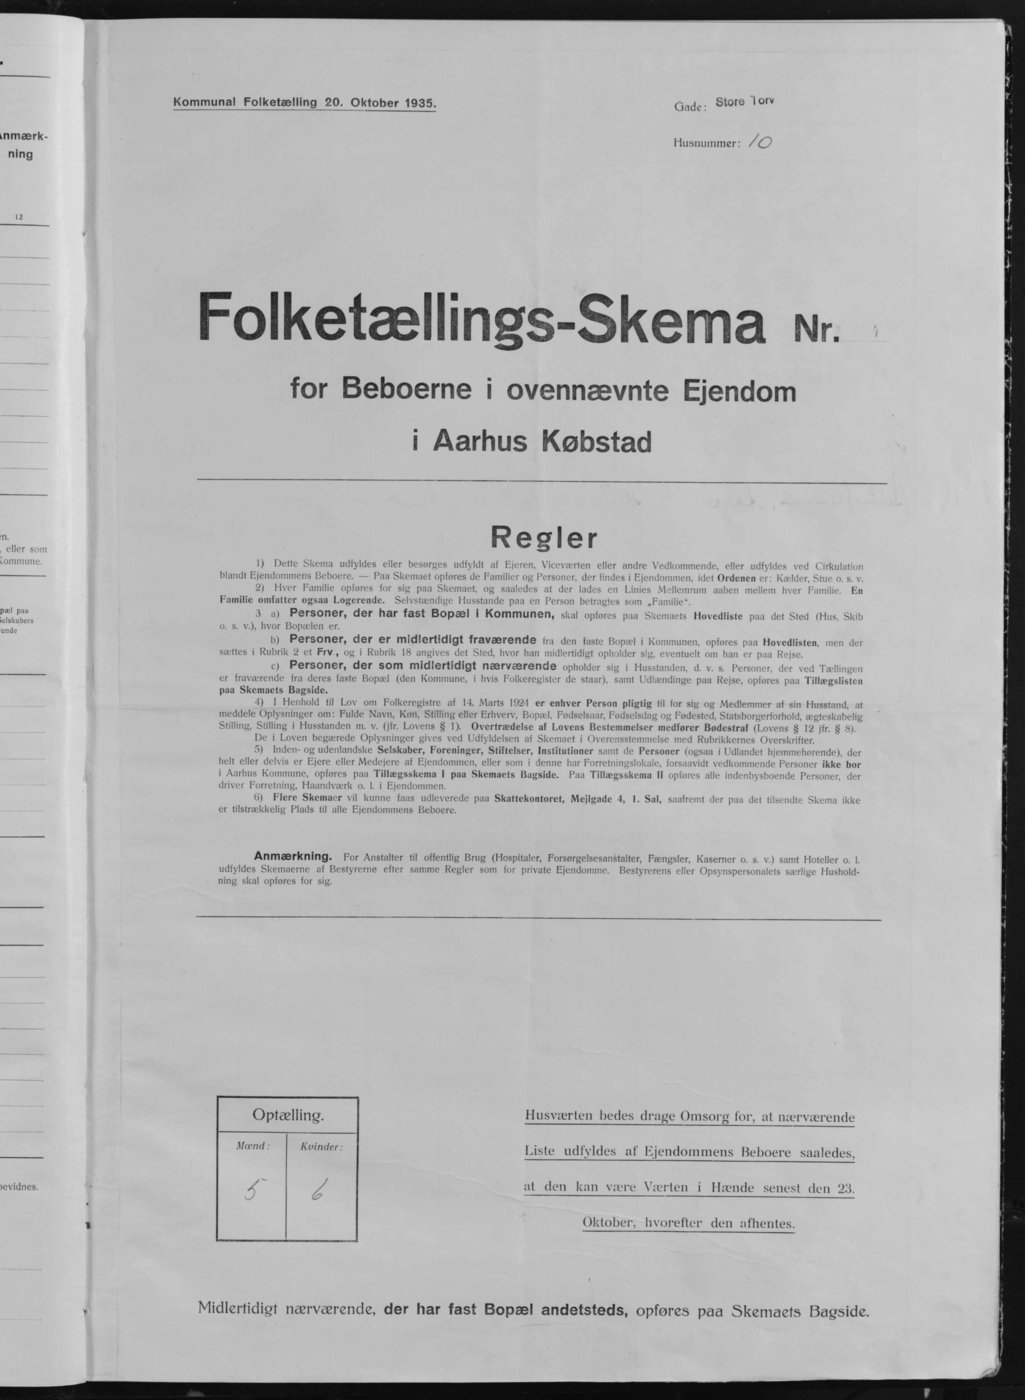 nmærk-
ning
12
en.
, eller som
Kommune.
pæl paa
elskabers
rende
bevidnes.
Kommunal Folketælling 20. Oktober 1935.
Gade: Store Torv
Husnummer: 10
Folketællings-Skema Nr.
for Beboerne i ovennævnte Ejendom
i Aarhus Købstad
Regler
1) Dette Skema udfyldes eller besørges udfyldt af Ejeren, Viceværten eller andre Vedkommende, eller udfyldes ved Cirkulation
blandt Ejendommens Beboere. — Paa Skemaet opføres de Familier og Personer, der findes i Ejendommen, idet Ordenen er: Kælder, Stue o. s. v.
2) Hver Familie opføres for sig paa Skemaet, og saaledes at der lades en Linies Mellemrum aaben mellem hver Familie. En
Familie omfatter ogsaa Logerende. Selvstændige Husstande paa en Person betragtes som „Familie“.
3 a) Personer, der har fast Bopæl i Kommunen, skal opføres paa Skemaets Hovedliste paa det Sted (Hus, Skib
o. s. v.), hvor Bopælen er.
b) Personer, der er midlertidigt fraværende fra den faste Bopæl i Kommunen, opføres paa Hovedlisten, men der
sættes i Rubrik 2 et Frv., og i Rubrik 18 angives det Sted, hvor han midlertidigt opholder sig, eventuelt om han er paa Rejse.
c) Personer, der som midlertidigt nærværende opholder sig i Husstanden, d. v. s. Personer, der ved Tællingen
er fraværende fra deres faste Bopæl (den Kommune, i hvis Folkeregister de staar), samt Udlændinge paa Rejse, opføres paa Tillægslisten
paa Skemaets Bagside.
4) I Henhold til Lov om Folkeregistre af 14. Marts 1924 er enhver Person pligtig til for sig og Medlemmer af sin Husstand, at
meddele Oplysninger om: Fulde Navn, Køn, Stilling eller Erhverv, Bopæl, Fødselsaar, Fødselsdag og Fødested, Statsborgerforhold, ægteskabelig
Stilling, Stilling i Husstanden m. v. (jfr. Lovens § 1). Overtrædelse af Lovens Bestemmelser medfører Bødestraf (Lovens § 12 jfr. § 8).
De i Loven begærede Oplysninger gives ved Udfyldelsen af Skemaet i Overensstemmelse med Rubrikkernes Overskrifter.
5) Inden- og udenlandske Selskaber, Foreninger, Stiftelser, Institutioner samt de Personer (ogsaa i Udlandet hjemmehørende), der
helt eller delvis er Ejere eller Medejere af Ejendommen, eller som i denne har Forretningslokale, forsaavidt vedkommende Personer ikke bor
i Aarhus Kommune, opføres paa Tillægsskema I paa Skemaets Bagside. Paa Tillægsskema II opføres alle indenbysboende Personer, der
driver Forretning, Haandværk o. l. i Ejendommen.
6) Flere Skemaer vil kunne faas udleverede paa Skattekontoret, Mejlgade 4, 1. Sal, saafremt der paa det tilsendte Skema ikke
er tilstrækkelig Plads til alle Ejendommens Beboere.
Anmærkning. For Anstalter til offentlig Brug (Hospitaler, Forsørgelsesanstalter, Fængsler, Kaserner o. s. v.) samt Hoteller o. l.
udfyldes Skemaerne af Bestyrerne efter samme Regler som for private Ejendomme. Bestyrerens eller Opsynspersonalets særlige Hushold-
ning skal opføres for sig.
Optælling.
Mænd: Kvinder:
5 6
Husværten bedes drage Omsorg for, at nærværende
Liste udfyldes af Ejendommens Beboere saaledes,
at den kan være Værten i Hænde senest den 23.
Oktober, hvorefter den afhentes.
Midlertidigt nærværende, der har fast Bopæl andetsteds, opføres paa Skemaets Bagside.